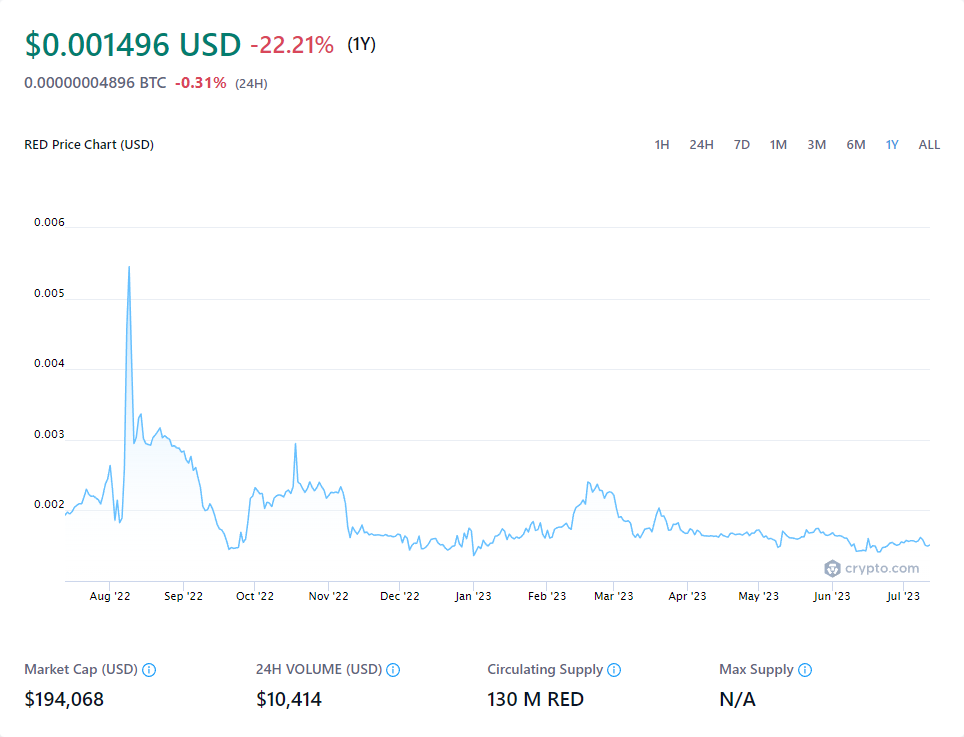 $0.001496 USD -22.21% (1Y)
0.00000004896 BTC -0.31% (24H)
RED Price Chart (USD) 1H 24H 7D 1M 3M 6M 1Y ALL
0.006
0.005
0.004
0.003
0.002
crypto.com
Aug '22 Sep '22 Oct '22 Nov '22 Dec '22 Jan '23 Feb '23 Mar '23 Apr '23 May '23 Jun '23 Jul '23
Market Cap (USD) 24H VOLUME (USD) Circulating Supply Max Supply
$194,068 $10,414 130 M RED N/A